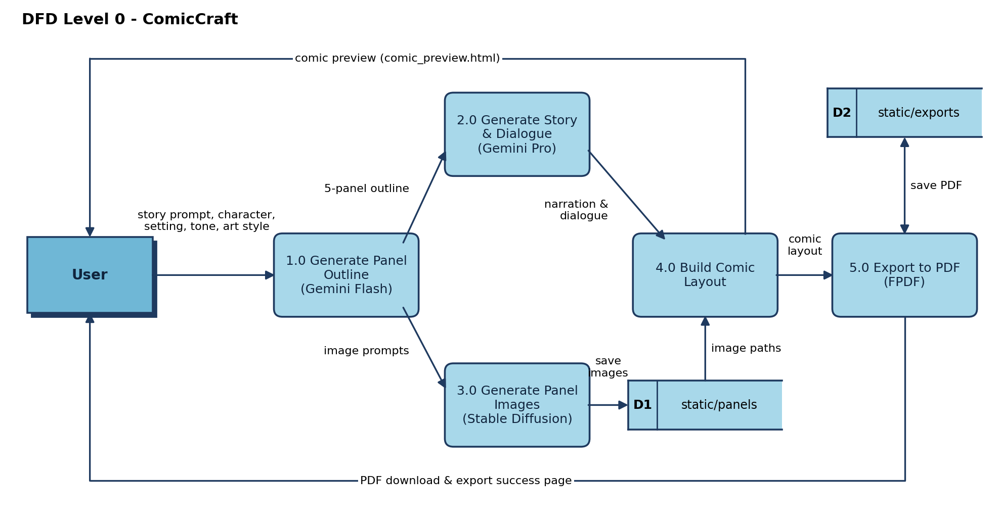 DFD Level 0 - ComicCraft
comic preview (comic_preview.html)
2.0 Generate Story
& Dialogue
(Gemini Pro)
D2
static/exports
5-panel outline
save PDF
narration &
dialogue
story prompt, character,
setting, tone, art style
comic
layout
User
1.0 Generate Panel
Outline
(Gemini Flash)
4.0 Build Comic
Layout
5.0 Export to PDF
(FPDF)
image prompts
image paths
save
images
3.0 Generate Panel
Images
(Stable Diffusion)
D1
static/panels
PDF download & export success page